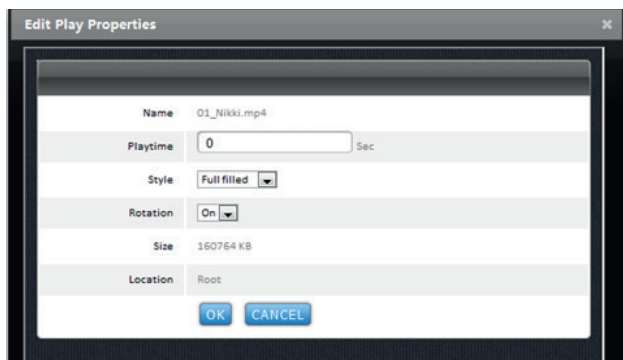 Edit Play Properties ×
Name 01_Nikki.mp4
Playtime 0 Sec
Style Full filled
Rotation On
Size 160764 KB
Location Root
OK CANCEL